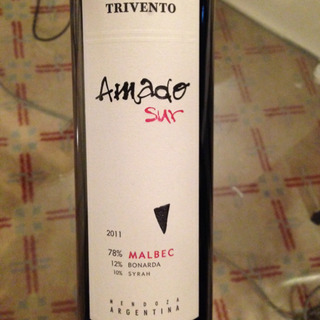 TRIVENTO
Amado
sur
2011
78% MALBEC
12% BONARDA
10% SYRAH
MENDOZA
ARGENTINA